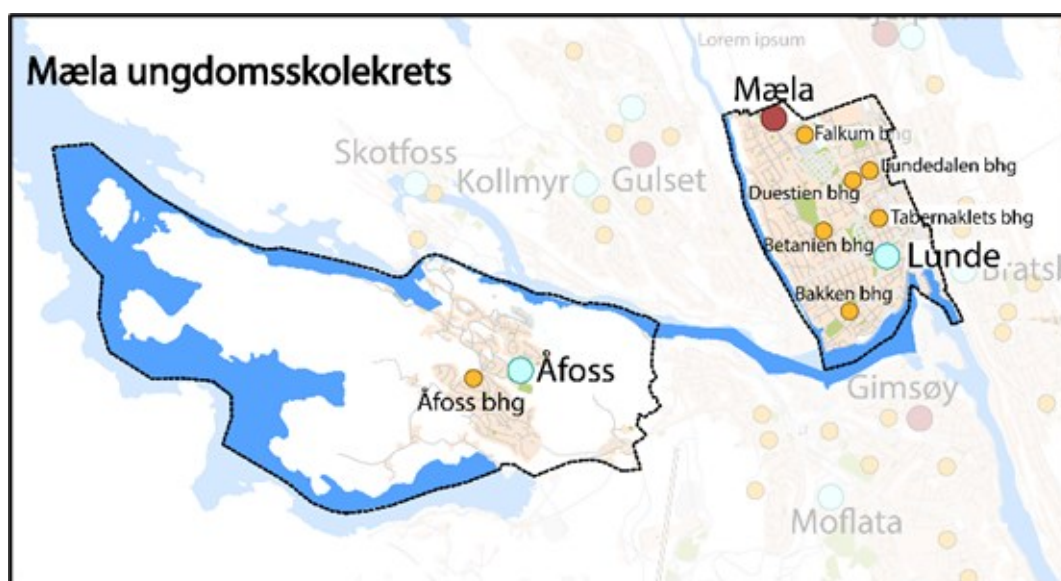 Mæla ungdomsskolekrets
Lorem ipsum
Mæla
Falkum bhg
Skotfoss
Kollmyr
Gulset
Lundedalen bhg
Duestien bhg
Tabernaklets bhg
Betanien bhg
Lunde
Bakken bhg
Åfoss
Åfoss bhg
Gimsøy
Moflata